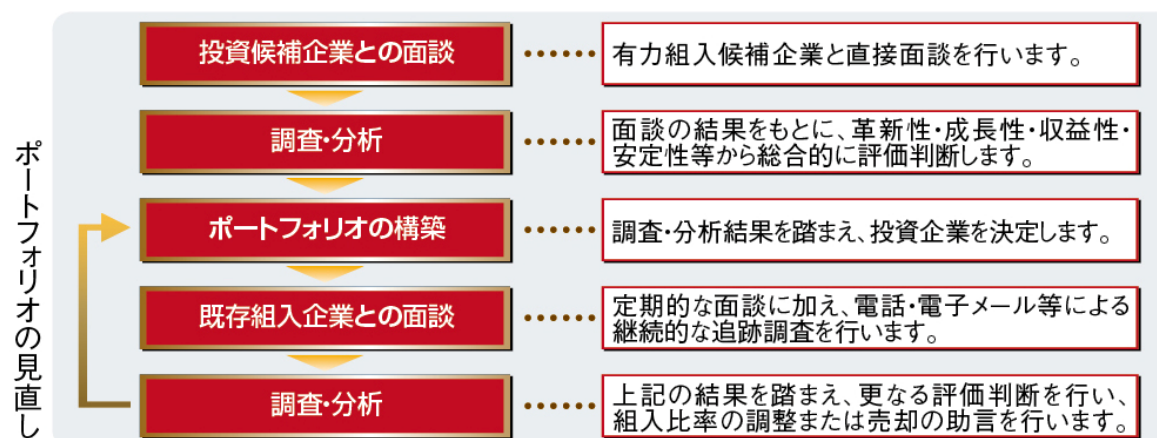 投資候補企業との面談
有力組入候補企業と直接面談を行います。
調査・分析
面談の結果をもとに、革新性・成長性・収益性・
安定性等から総合的に評価判断します。
ポートフォリオの構築
調査・分析結果を踏まえ、投資企業を決定します。
既存組入企業との面談
定期的な面談に加え、電話・電子メール等による
継続的な追跡調査を行います。
調査・分析
上記の結果を踏まえ、更なる評価判断を行い、
組入比率の調整または売却の助言を行います。
ポートフォリオの見直し